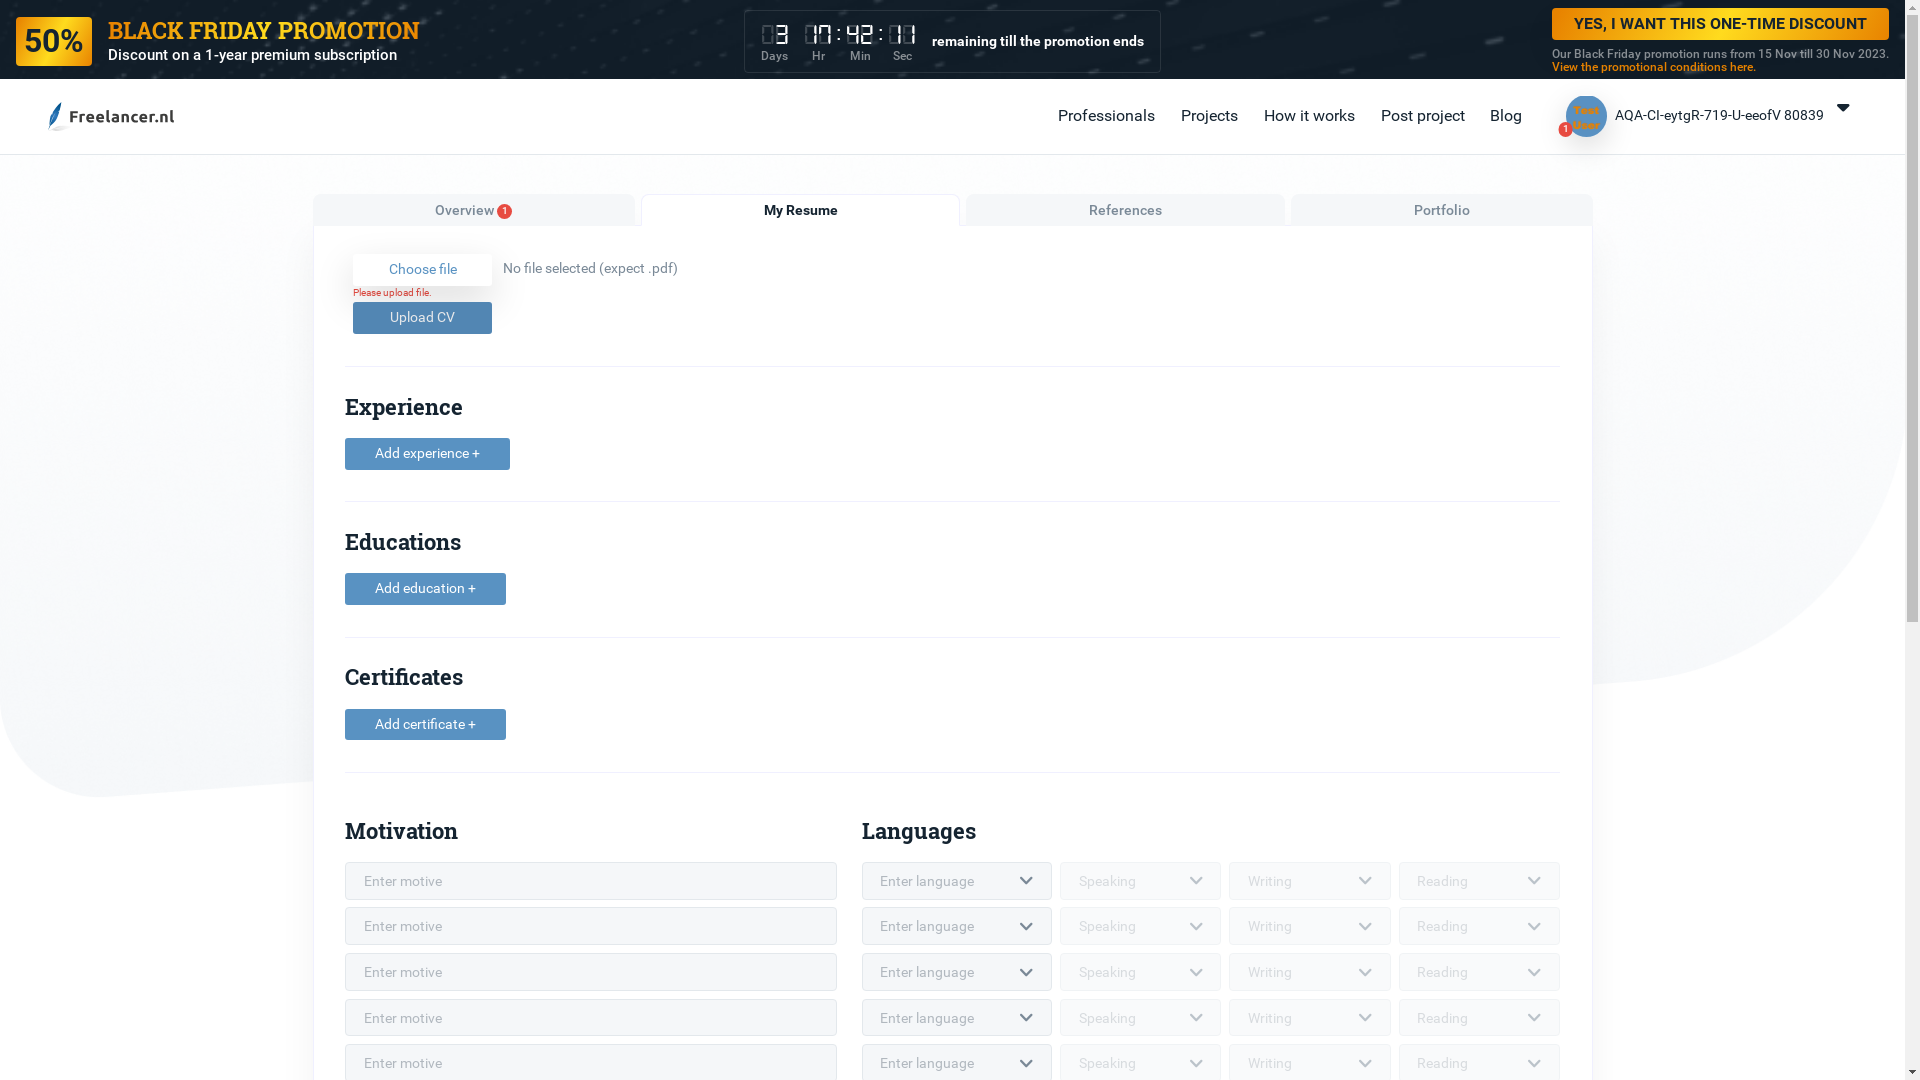 50%
BLACK FRIDAY PROMOTION
Discount on a 1-year premium subscription
3 17 : 42 : 11
Days Hr Min Sec
remaining till the promotion ends
YES, I WANT THIS ONE-TIME DISCOUNT
Our Black Friday promotion runs from 15 Nov till 30 Nov 2023.
View the promotional conditions here.
Freelancer.nl
Professionals Projects How it works Post project Blog
Test User
1
AQA-CI-eytgR-719-U-eeofV 80839
Overview 1
My Resume
References
Portfolio
Choose file
No file selected (expect .pdf)
Please upload file.
Upload CV
Experience
Add experience +
Educations
Add education +
Certificates
Add certificate +
Motivation
Enter motive
Enter motive
Enter motive
Enter motive
Enter motive
Languages
Enter language Speaking Writing Reading
Enter language Speaking Writing Reading
Enter language Speaking Writing Reading
Enter language Speaking Writing Reading
Enter language Speaking Writing Reading